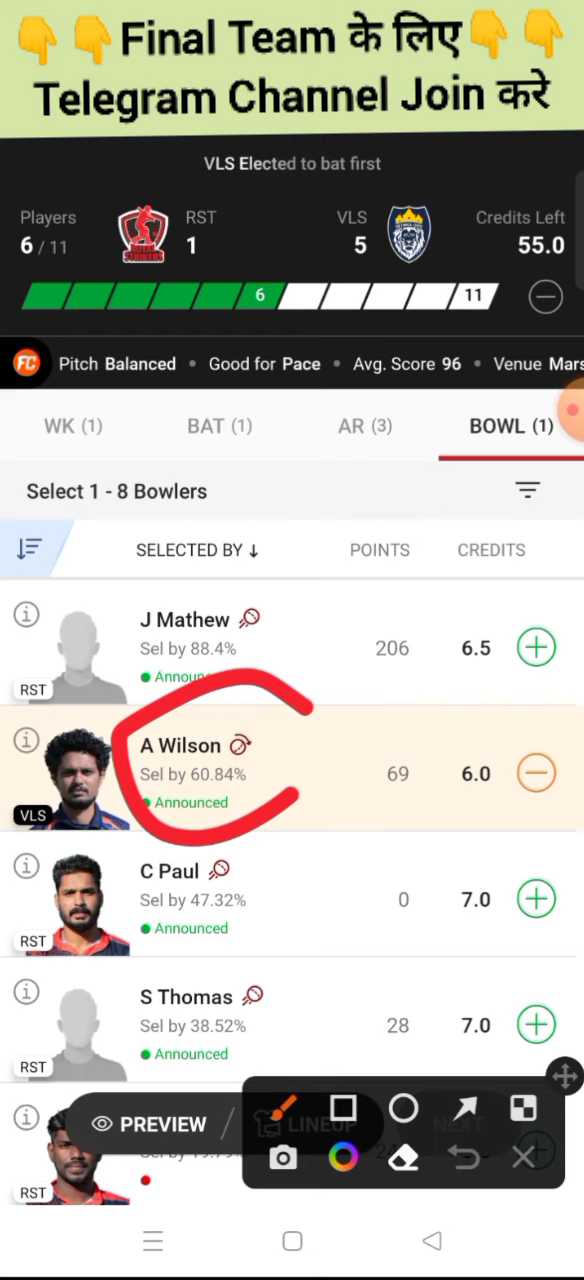 Final Team के लिए
Telegram Channel Join करे
VLS Elected to bat first
Players RST VLS Credits Left
6 / 11 1 5 55.0
6 11
FC Pitch Balanced • Good for Pace • Avg. Score 96 • Venue Mars
WK (1) BAT (1) AR (3) BOWL (1)
Select 1 - 8 Bowlers
SELECTED BY ↓ POINTS CREDITS
J Mathew
Sel by 88.4% 206 6.5
RST
A Wilson
Sel by 60.84% 69 6.0
Announced
VLS
C Paul
Sel by 47.32% 0 7.0
Announced
RST
S Thomas
Sel by 38.52% 28 7.0
Announced
RST
PREVIEW / LINEUP NEXT
RST